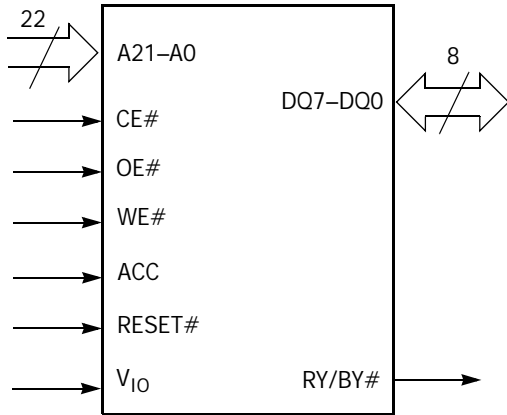 22
A21–A0
8
DQ7–DQ0
CE#
OE#
WE#
ACC
RESET#
VIO
RY/BY#